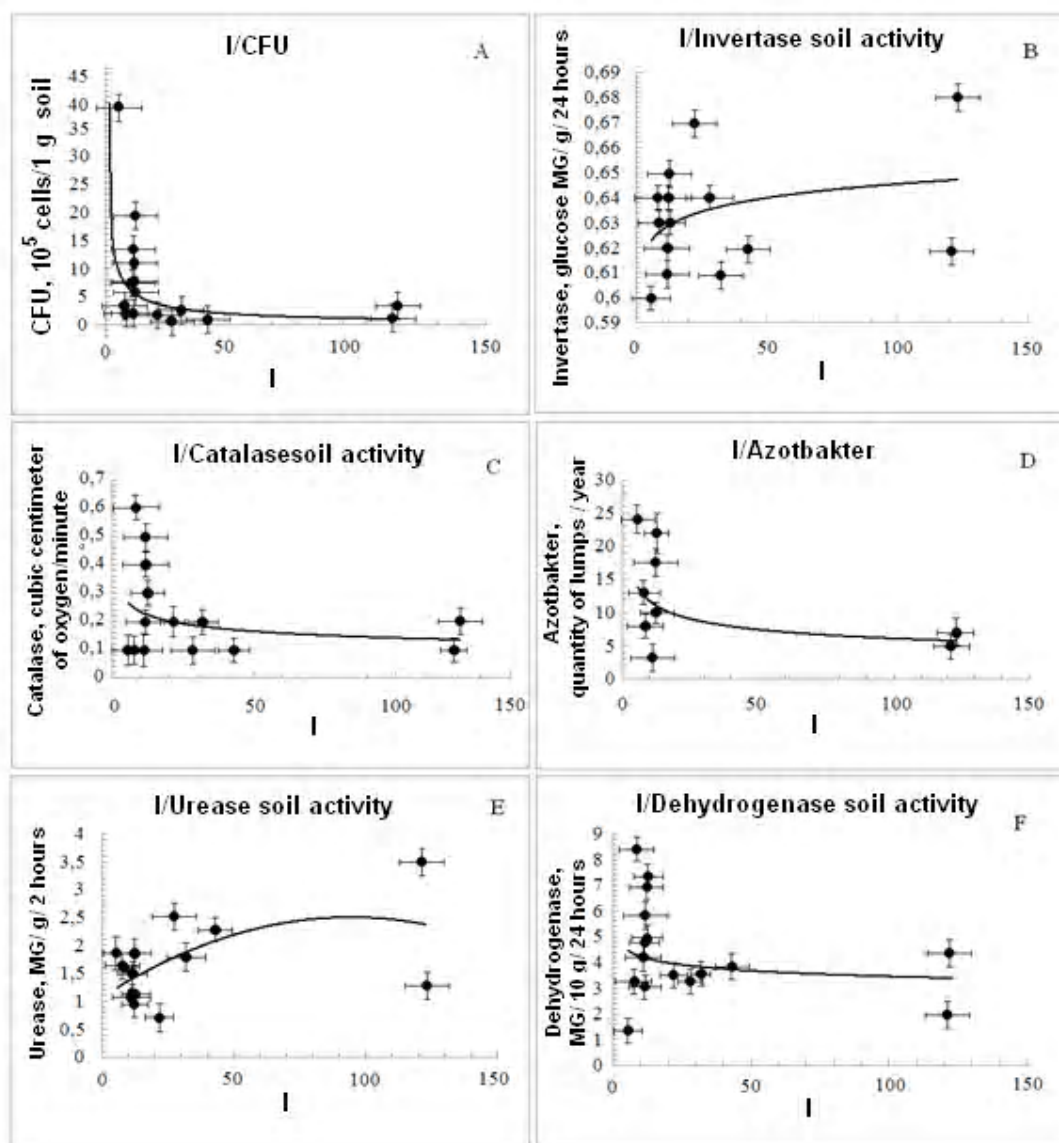 I/CFU
A
CFU, 10^5 cells/1 g soil
45
40
35
30
25
20
15
10
5
0
0
50
100
150
I
I/Invertase soil activity
B
Invertase, glucose MG/ g/ 24 hours
0,69
0,68
0,67
0,66
0,65
0,64
0,63
0,62
0,61
0,6
0,59
0
50
100
150
I
I/Catalasesoil activity
C
Catalase, cubic centimeter
of oxygen/minute
0,7
0,6
0,5
0,4
0,3
0,2
0,1
0
0
50
100
150
I
I/Azotbakter
D
Azotbakter,
quantity of lumps / year
30
25
20
15
10
5
0
0
50
100
150
I
I/Urease soil activity
E
Urease, MG/ g/ 2 hours
4
3,5
3
2,5
2
1,5
1
0,5
0
0
50
100
150
I
I/Dehydrogenase soil activity
F
Dehydrogenase,
MG/ 10 g/ 24 hours
9
8
7
6
5
4
3
2
1
0
0
50
100
150
I